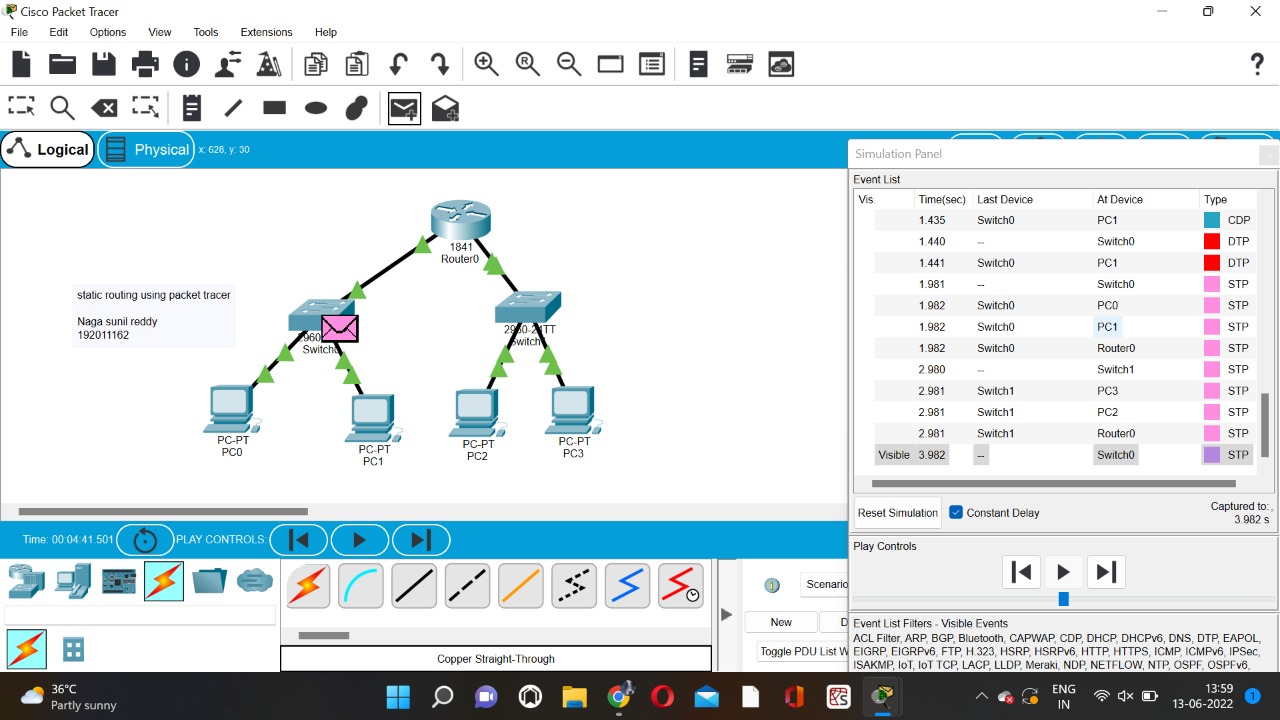 Cisco Packet Tracer
File Edit Options View Tools Extensions Help
Logical Physical x: 628, y: 30
Simulation Panel
Event List
Vis. Time(sec) Last Device At Device Type
1.435 Switch0 PC1 CDP
1.440 -- Switch0 DTP
1.441 Switch0 PC1 DTP
1.981 -- Switch0 STP
1.982 Switch0 PC0 STP
1.982 Switch0 PC1 STP
1.982 Switch0 Router0 STP
2.980 -- Switch1 STP
2.981 Switch1 PC3 STP
2.981 Switch1 PC2 STP
2.981 Switch1 Router0 STP
Visible 3.982 -- Switch0 STP
Reset Simulation Constant Delay Captured to:
3.982 s
1841
Router0
static routing using packet tracer
Naga sunil reddy
192011162
2960
Switch0
2950-24TT
Switch
PC-PT
PC0
PC-PT
PC1
PC-PT
PC2
PC-PT
PC3
Time: 00:04:41.501 PLAY CONTROLS:
Play Controls
Event List Filters - Visible Events
ACL Filter, ARP, BGP, Bluetooth, CAPWAP, CDP, DHCP, DHCPv6, DNS, DTP, EAPOL,
EIGRP, EIGRPv6, FTP, H.323, HSRP, HSRPv6, HTTP, HTTPS, ICMP, ICMPv6, IPSec,
ISAKMP, IoT, IoT TCP, LACP, LLDP, Meraki, NDP, NETFLOW, NTP, OSPF, OSPFv6,
Scenario
New D
Toggle PDU List W
Copper Straight-Through
36°C
Partly sunny
ENG
IN
13:59
13-06-2022
1